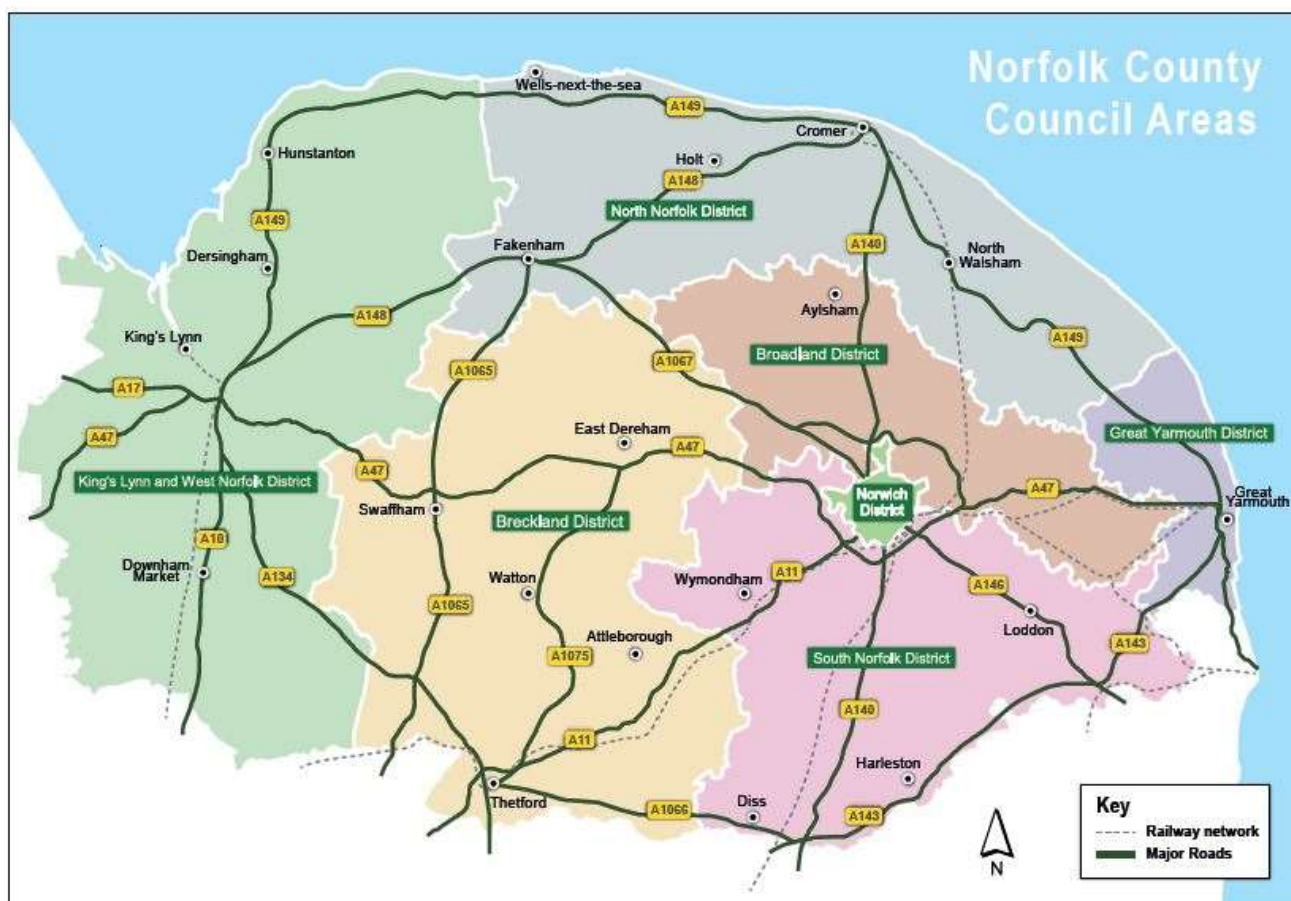 Norfolk County
Council Areas
Wells-next-the-sea
A149
Cromer
Hunstanton
Holt
A148
North Norfolk District
A149
A140
North
Walsham
Dersingham
Fakenham
Aylsham
A148
A149
King's Lynn
A1065
A1067
Broadland District
A17
A47
East Dereham
A47
Great Yarmouth District
A47
King's Lynn and West Norfolk District
Swaffham
Breckland District
Norwich
District
A47
Great
Yarmouth
A10
Downham
Market
A134
Watton
A1065
Wymondham
A11
A146
Loddon
Attleborough
A1075
South Norfolk District
A143
A11
A140
Harleston
Thetford
A1066
Diss
A143
N
Key
Railway network
Major Roads